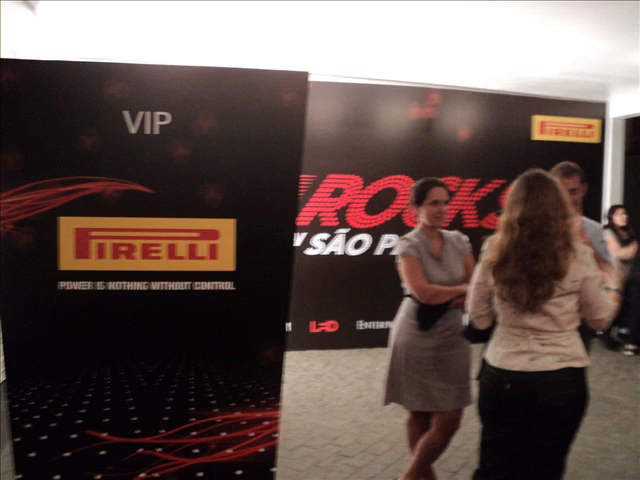 VIP
PIRELLI
POWER IS NOTHING WITHOUT CONTROL
PIRELLI
ROCKS
SÃO